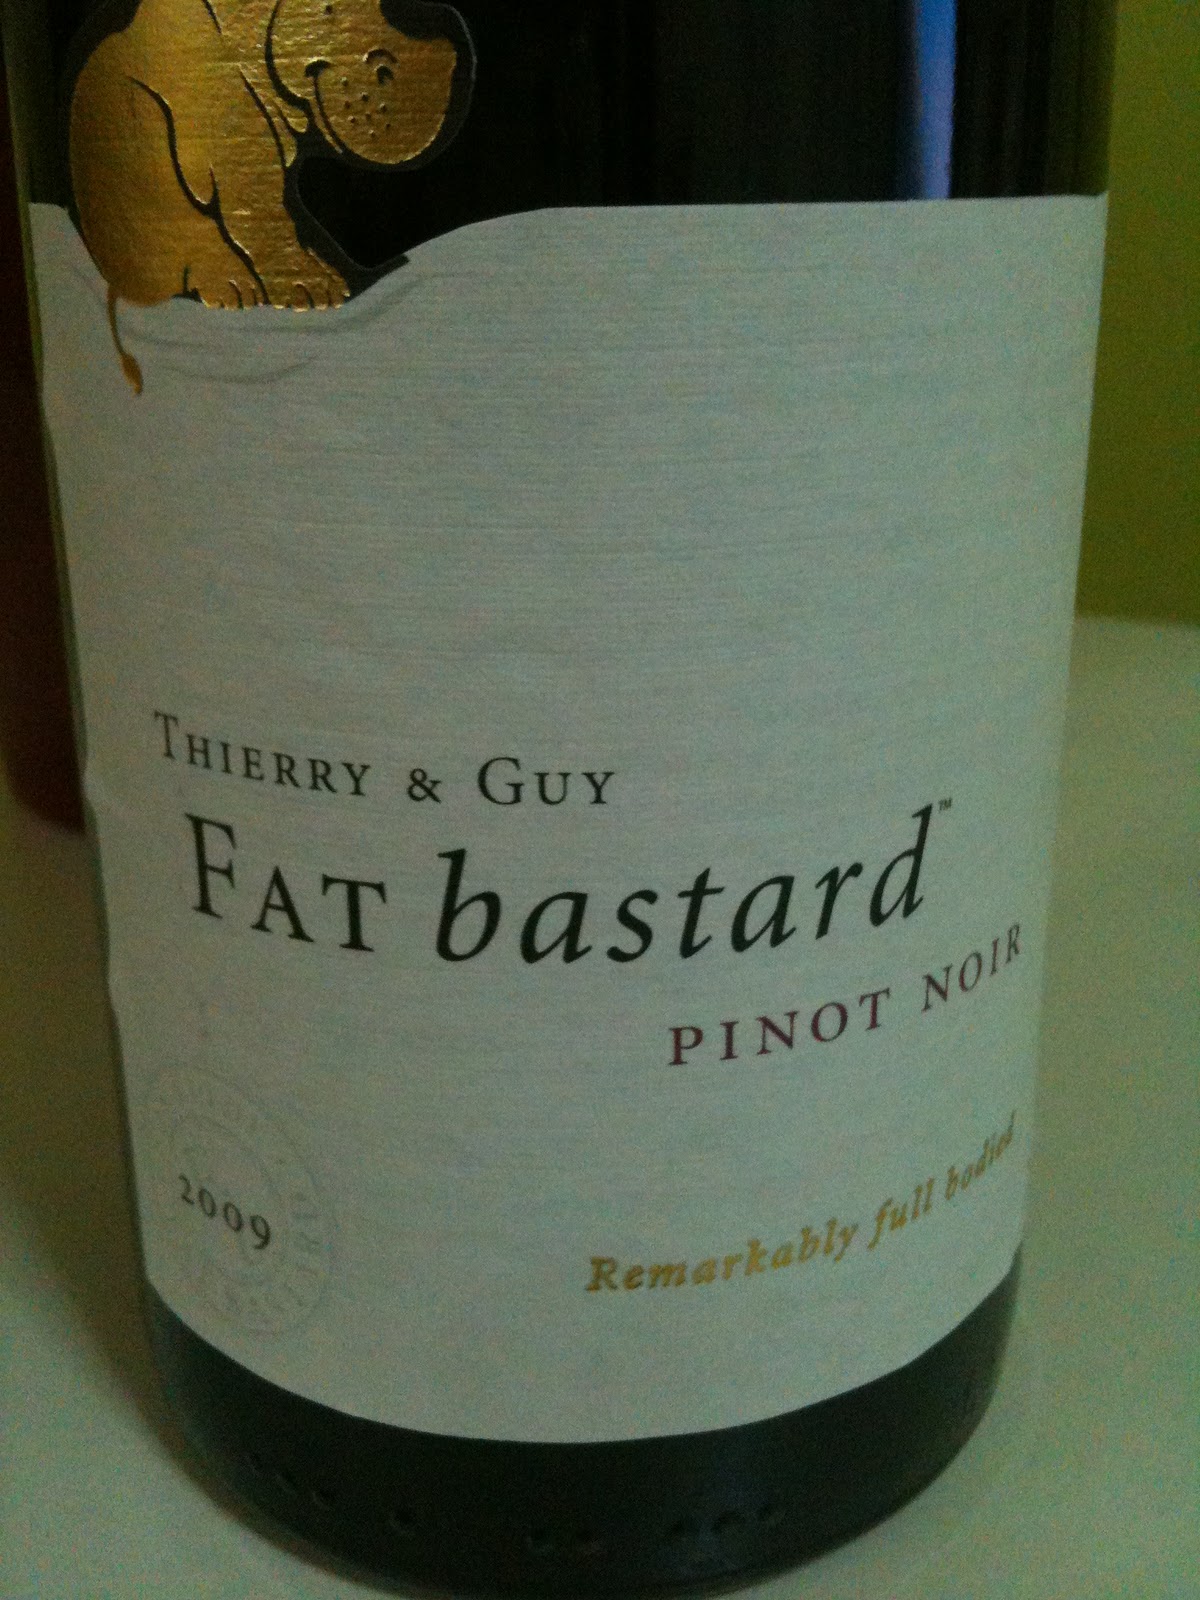 THIERRY & GUY
FAT bastard™
PINOT NOIR
2009
Remarkably full bodied